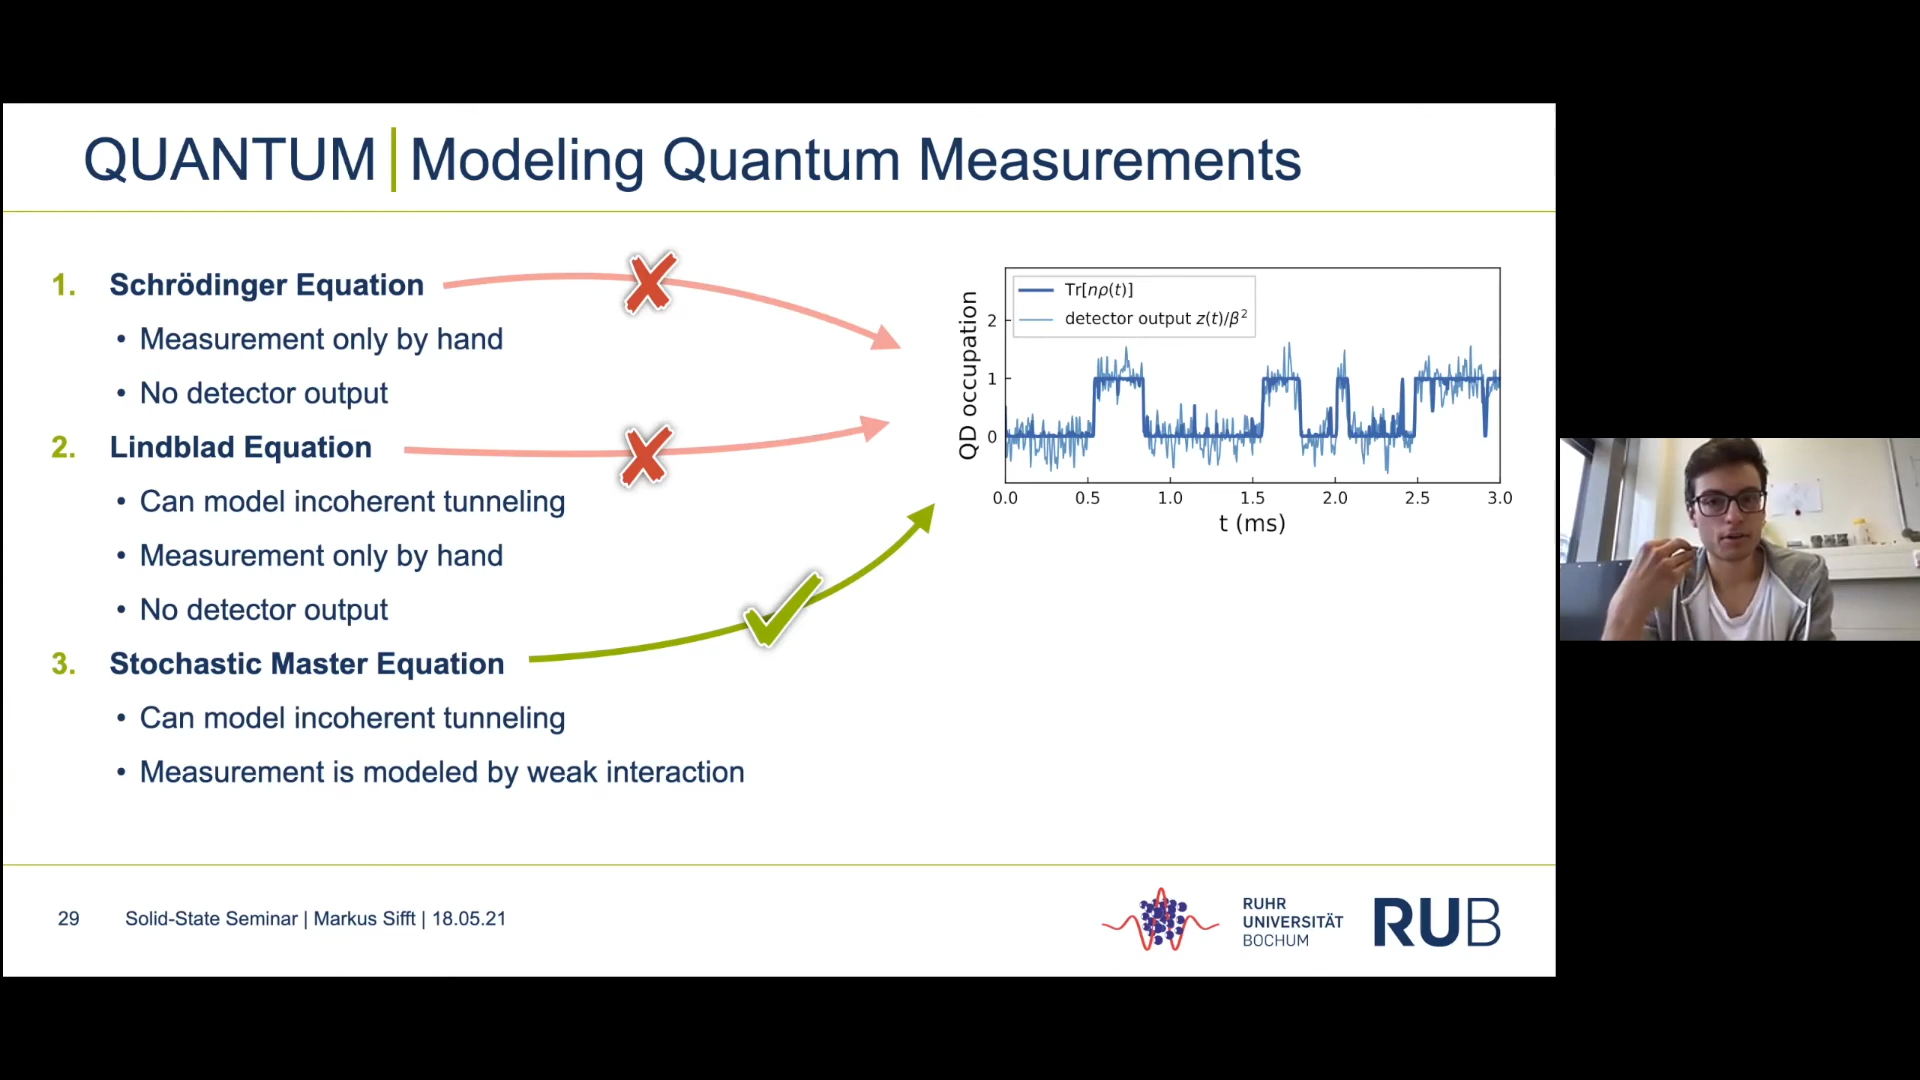 QUANTUM Modeling Quantum Measurements
1. Schrödinger Equation
• Measurement only by hand
• No detector output
2. Lindblad Equation
• Can model incoherent tunneling
• Measurement only by hand
• No detector output
3. Stochastic Master Equation
• Can model incoherent tunneling
• Measurement is modeled by weak interaction
Tr[nρ(t)]
detector output z(t)/β²
QD occupation
2
1
0
0.0 0.5 1.0 1.5 2.0 2.5 3.0
t (ms)
29 Solid-State Seminar | Markus Sifft | 18.05.21
RUHR
UNIVERSITÄT
BOCHUM
RUB